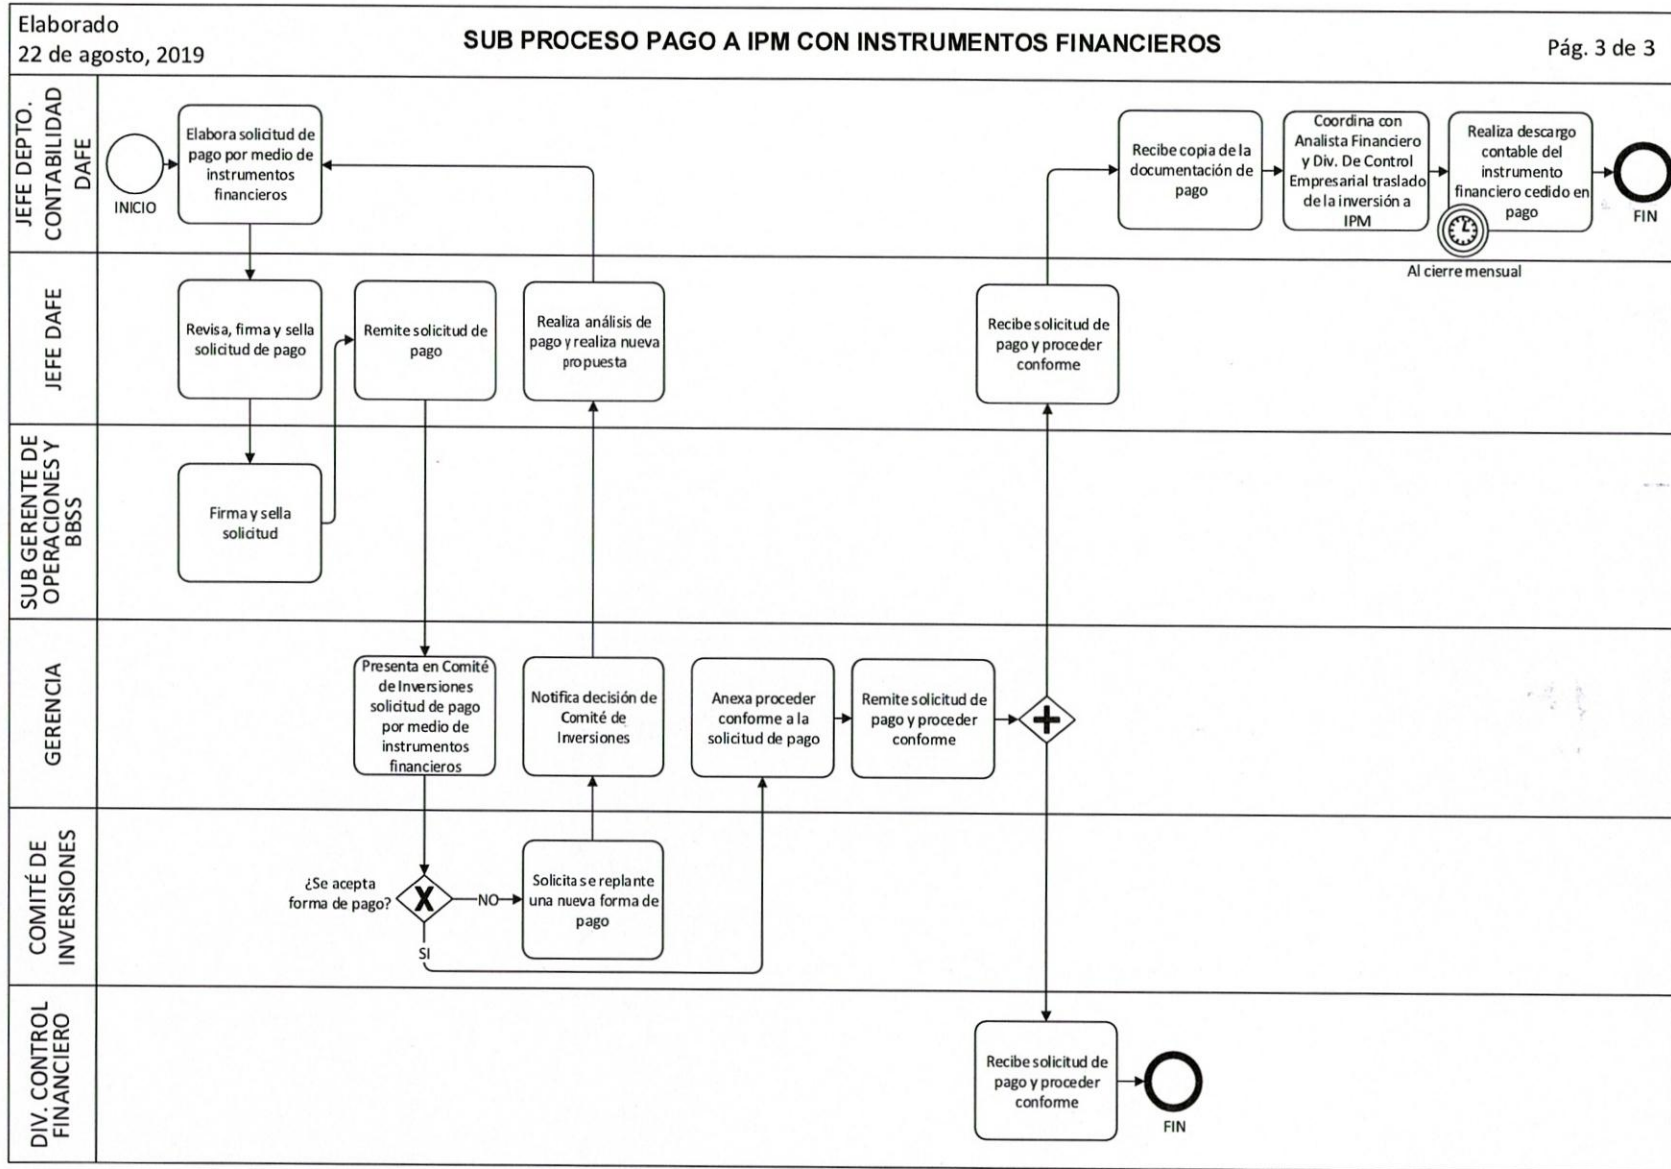 Elaborado
22 de agosto, 2019
SUB PROCESO PAGO A IPM CON INSTRUMENTOS FINANCIEROS
Pág. 3 de 3
JEFE DEPTO.
CONTABILIDAD
DAFE
INICIO
Elabora solicitud de
pago por medio de
instrumentos
financieros
Recibe copia de la
documentación de
pago
Coordina con
Analista Financiero
y Div. De Control
Empresarial traslado
de la inversión a
IPM
Realiza descargo
contable del
instrumento
financiero cedido en
pago
FIN
Al cierre mensual
JEFE DAFE
Revisa, firma y sella
solicitud de pago
Remite solicitud de
pago
Realiza análisis de
pago y realiza nueva
propuesta
Recibe solicitud de
pago y proceder
conforme
SUB GERENTE DE
OPERACIONES Y
BBSS
Firma y sella
solicitud
GERENCIA
Presenta en Comité
de Inversiones
solicitud de pago
por medio de
instrumentos
financieros
Notifica decisión de
Comité de
Inversiones
Anexa proceder
conforme a la
solicitud de pago
Remite solicitud de
pago y proceder
conforme
COMITÉ DE
INVERSIONES
¿Se acepta
forma de pago?
X
NO
SI
Solicita se replante
una nueva forma de
pago
DIV. CONTROL
FINANCIERO
Recibe solicitud de
pago y proceder
conforme
FIN